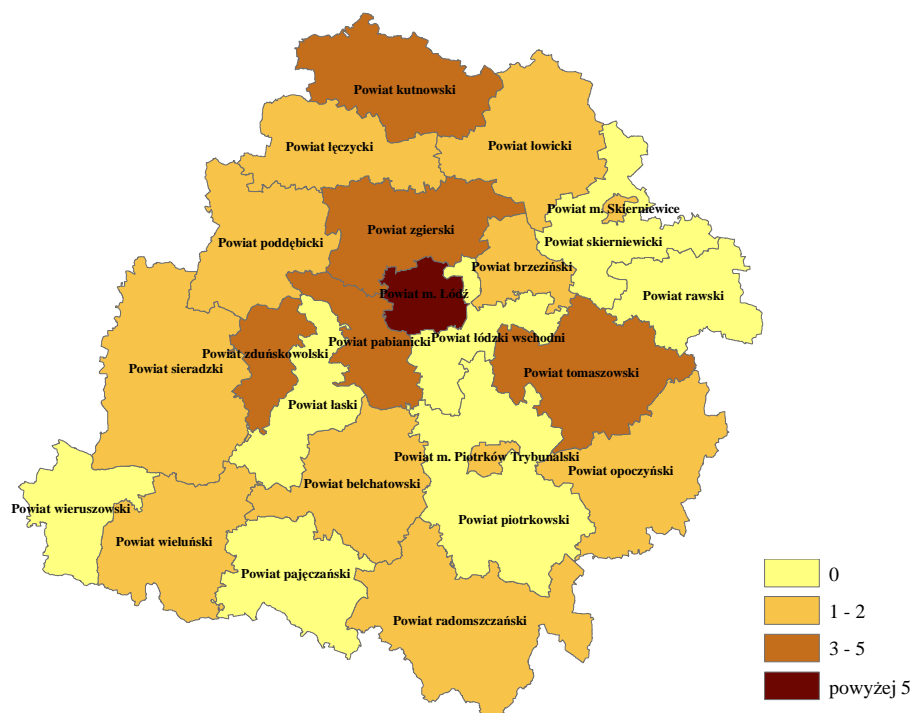 Powiat kutnowski
Powiat łęczycki
Powiat łowicki
Powiat m. Skierniewice
Powiat zgierski
Powiat poddębicki
Powiat skierniewicki
Powiat brzeziński
Powiat m. Łódź
Powiat rawski
Powiat łódzki wschodni
Powiat pabianicki
Powiat zduńskowolski
Powiat sieradzki
Powiat tomaszowski
Powiat łaski
Powiat m. Piotrków Trybunalski
Powiat opoczyński
Powiat bełchatowski
Powiat wieruszowski
Powiat piotrkowski
Powiat wieluński
Powiat pajęczański
Powiat radomszczański
0
1 - 2
3 - 5
powyżej 5